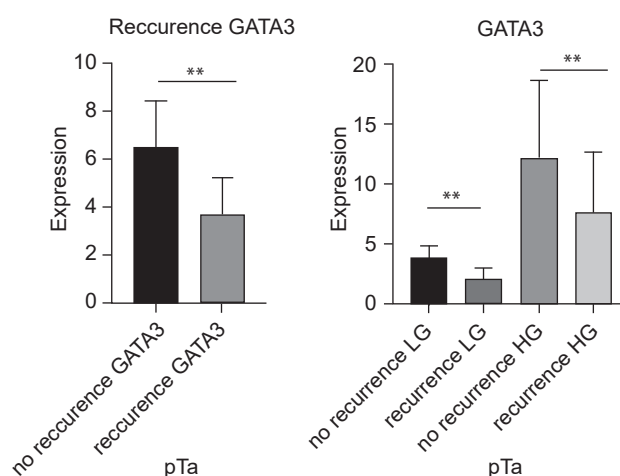 Reccurence GATA3
10
8
6
4
2
0
Expression
**
no reccurence GATA3
reccurence GATA3
pTa
GATA3
20
15
10
5
0
Expression
**
**
no recurrence LG
recurrence LG
no recurrence HG
recurrence HG
pTa